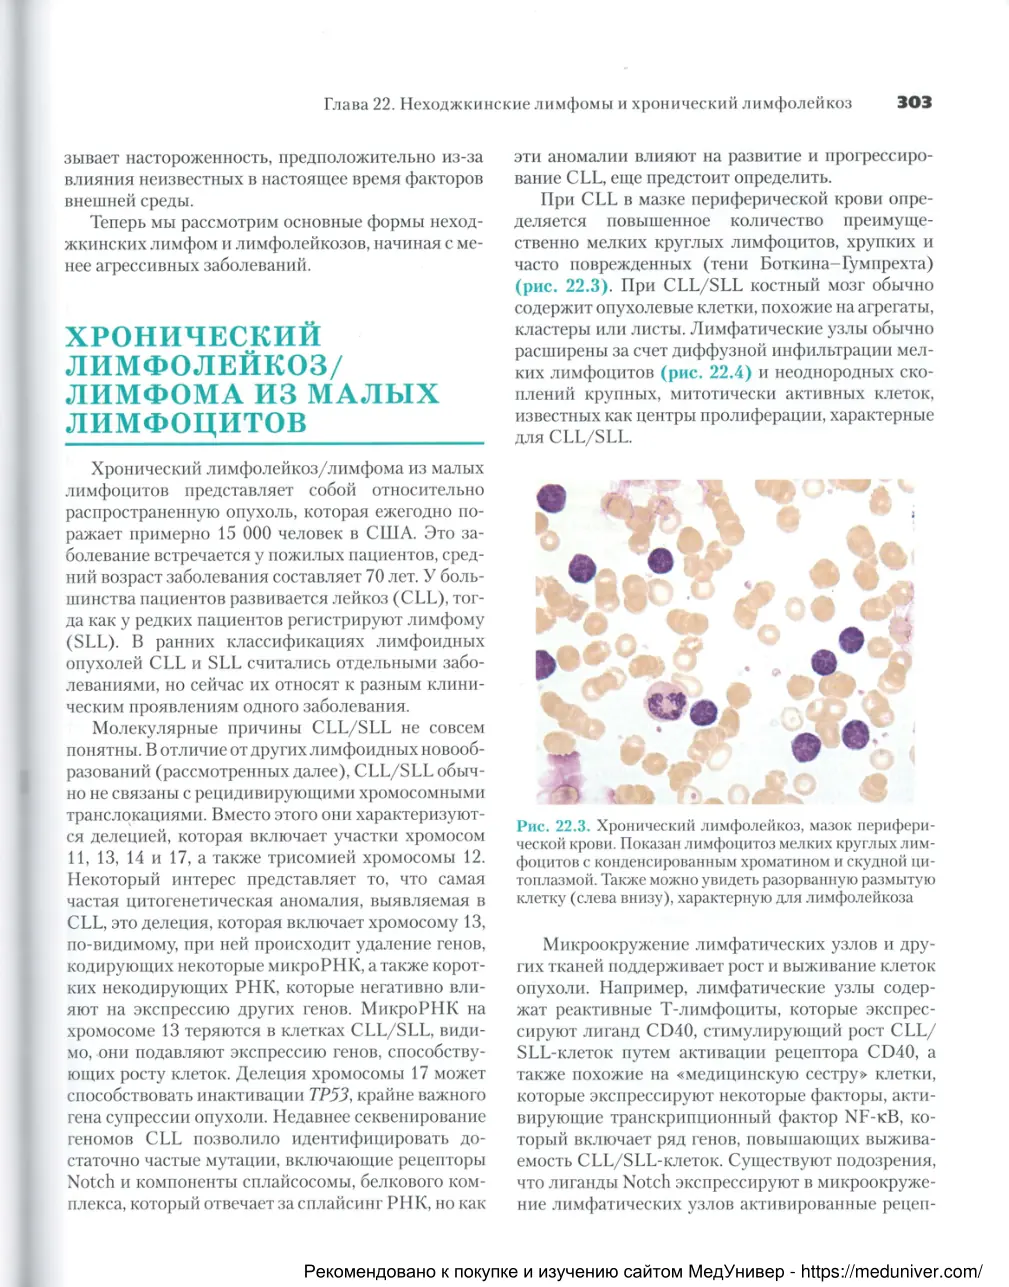 Глава 22. Неходжкинские лимфомы и хронический лимфолейкоз 303
зывает настороженность, предположительно из-за
влияния неизвестных в настоящее время факторов
внешней среды.
Теперь мы рассмотрим основные формы неход-
жкинских лимфом и лимфолейкозов, начиная с ме-
нее агрессивных заболеваний.
ХРОНИЧЕСКИЙ
ЛИМФОЛЕЙКОЗ/
ЛИМФОМА ИЗ МАЛЫХ
ЛИМФОЦИТОВ
Хронический лимфолейкоз/лимфома из малых
лимфоцитов представляет собой относительно
распространенную опухоль, которая ежегодно по-
ражает примерно 15 000 человек в США. Это за-
болевание встречается у пожилых пациентов, сред-
ний возраст заболевания составляет 70 лет. У боль-
шинства пациентов развивается лейкоз (CLL), тог-
да как у редких пациентов регистрируют лимфому
(SLL). В ранних классификациях лимфоидных
опухолей CLL и SLL считались отдельными забо-
леваниями, но сейчас их относят к разным клини-
ческим проявлениям одного заболевания.
Молекулярные причины CLL/SLL не совсем
понятны. В отличие от других лимфоидных новооб-
разований (рассмотренных далее), CLL/SLL обыч-
но не связаны с рецидивирующими хромосомными
транслокациями. Вместо этого они характеризуют-
ся делецией, которая включает участки хромосом
11, 13, 14 и 17, а также трисомией хромосомы 12.
Некоторый интерес представляет то, что самая
частая цитогенетическая аномалия, выявляемая в
CLL, это делеция, которая включает хромосому 13,
по-видимому, при ней происходит удаление генов,
кодирующих некоторые микроРНК, а также корот-
ких некодирующих РНК, которые негативно вли-
яют на экспрессию других генов. МикроРНК на
хромосоме 13 теряются в клетках CLL/SLL, види-
мо, они подавляют экспрессию генов, способству-
ющих росту клеток. Делеция хромосомы 17 может
способствовать инактивации TP53, крайне важного
гена супрессии опухоли. Недавнее секвенирование
геномов CLL позволило идентифицировать до-
статочно частые мутации, включающие рецепторы
Notch и компоненты сплайсосомы, белкового ком-
плекса, который отвечает за сплайсинг РНК, но как
эти аномалии влияют на развитие и прогрессиро-
вание CLL, еще предстоит определить.
При CLL в мазке периферической крови опре-
деляется повышенное количество преимуще-
ственно мелких круглых лимфоцитов, хрупких и
часто поврежденных (тени Боткина–Гумпрехта)
(рис. 22.3). При CLL/SLL костный мозг обычно
содержит опухолевые клетки, похожие на агрегаты,
кластеры или листы. Лимфатические узлы обычно
расширены за счет диффузной инфильтрации мел-
ких лимфоцитов (рис. 22.4) и неоднородных ско-
плений крупных, митотически активных клеток,
известных как центры пролиферации, характерные
для CLL/SLL.
Рис. 22.3. Хронический лимфолейкоз, мазок перифери-
ческой крови. Показан лимфоцитоз мелких круглых лим-
фоцитов с конденсированным хроматином и скудной ци-
топлазмой. Также можно увидеть разорванную размытую
клетку (слева внизу), характерную для лимфолейкоза
Микроокружение лимфатических узлов и дру-
гих тканей поддерживает рост и выживание клеток
опухоли. Например, лимфатические узлы содер-
жат реактивные Т-лимфоциты, которые экспрес-
сируют лиганд CD40, стимулирующий рост CLL/
SLL-клеток путем активации рецептора CD40, а
также похожие на «медицинскую сестру» клетки,
которые экспрессируют некоторые факторы, акти-
вирующие транскрипционный фактор NF-κB, ко-
торый включает ряд генов, повышающих выжива-
емость CLL/SLL-клеток. Существуют подозрения,
что лиганды Notch экспрессируют в микроокруже-
ние лимфатических узлов активированные рецеп-
Рекомендовано к покупке и изучению сайтом МедУнивер - https://meduniver.com/